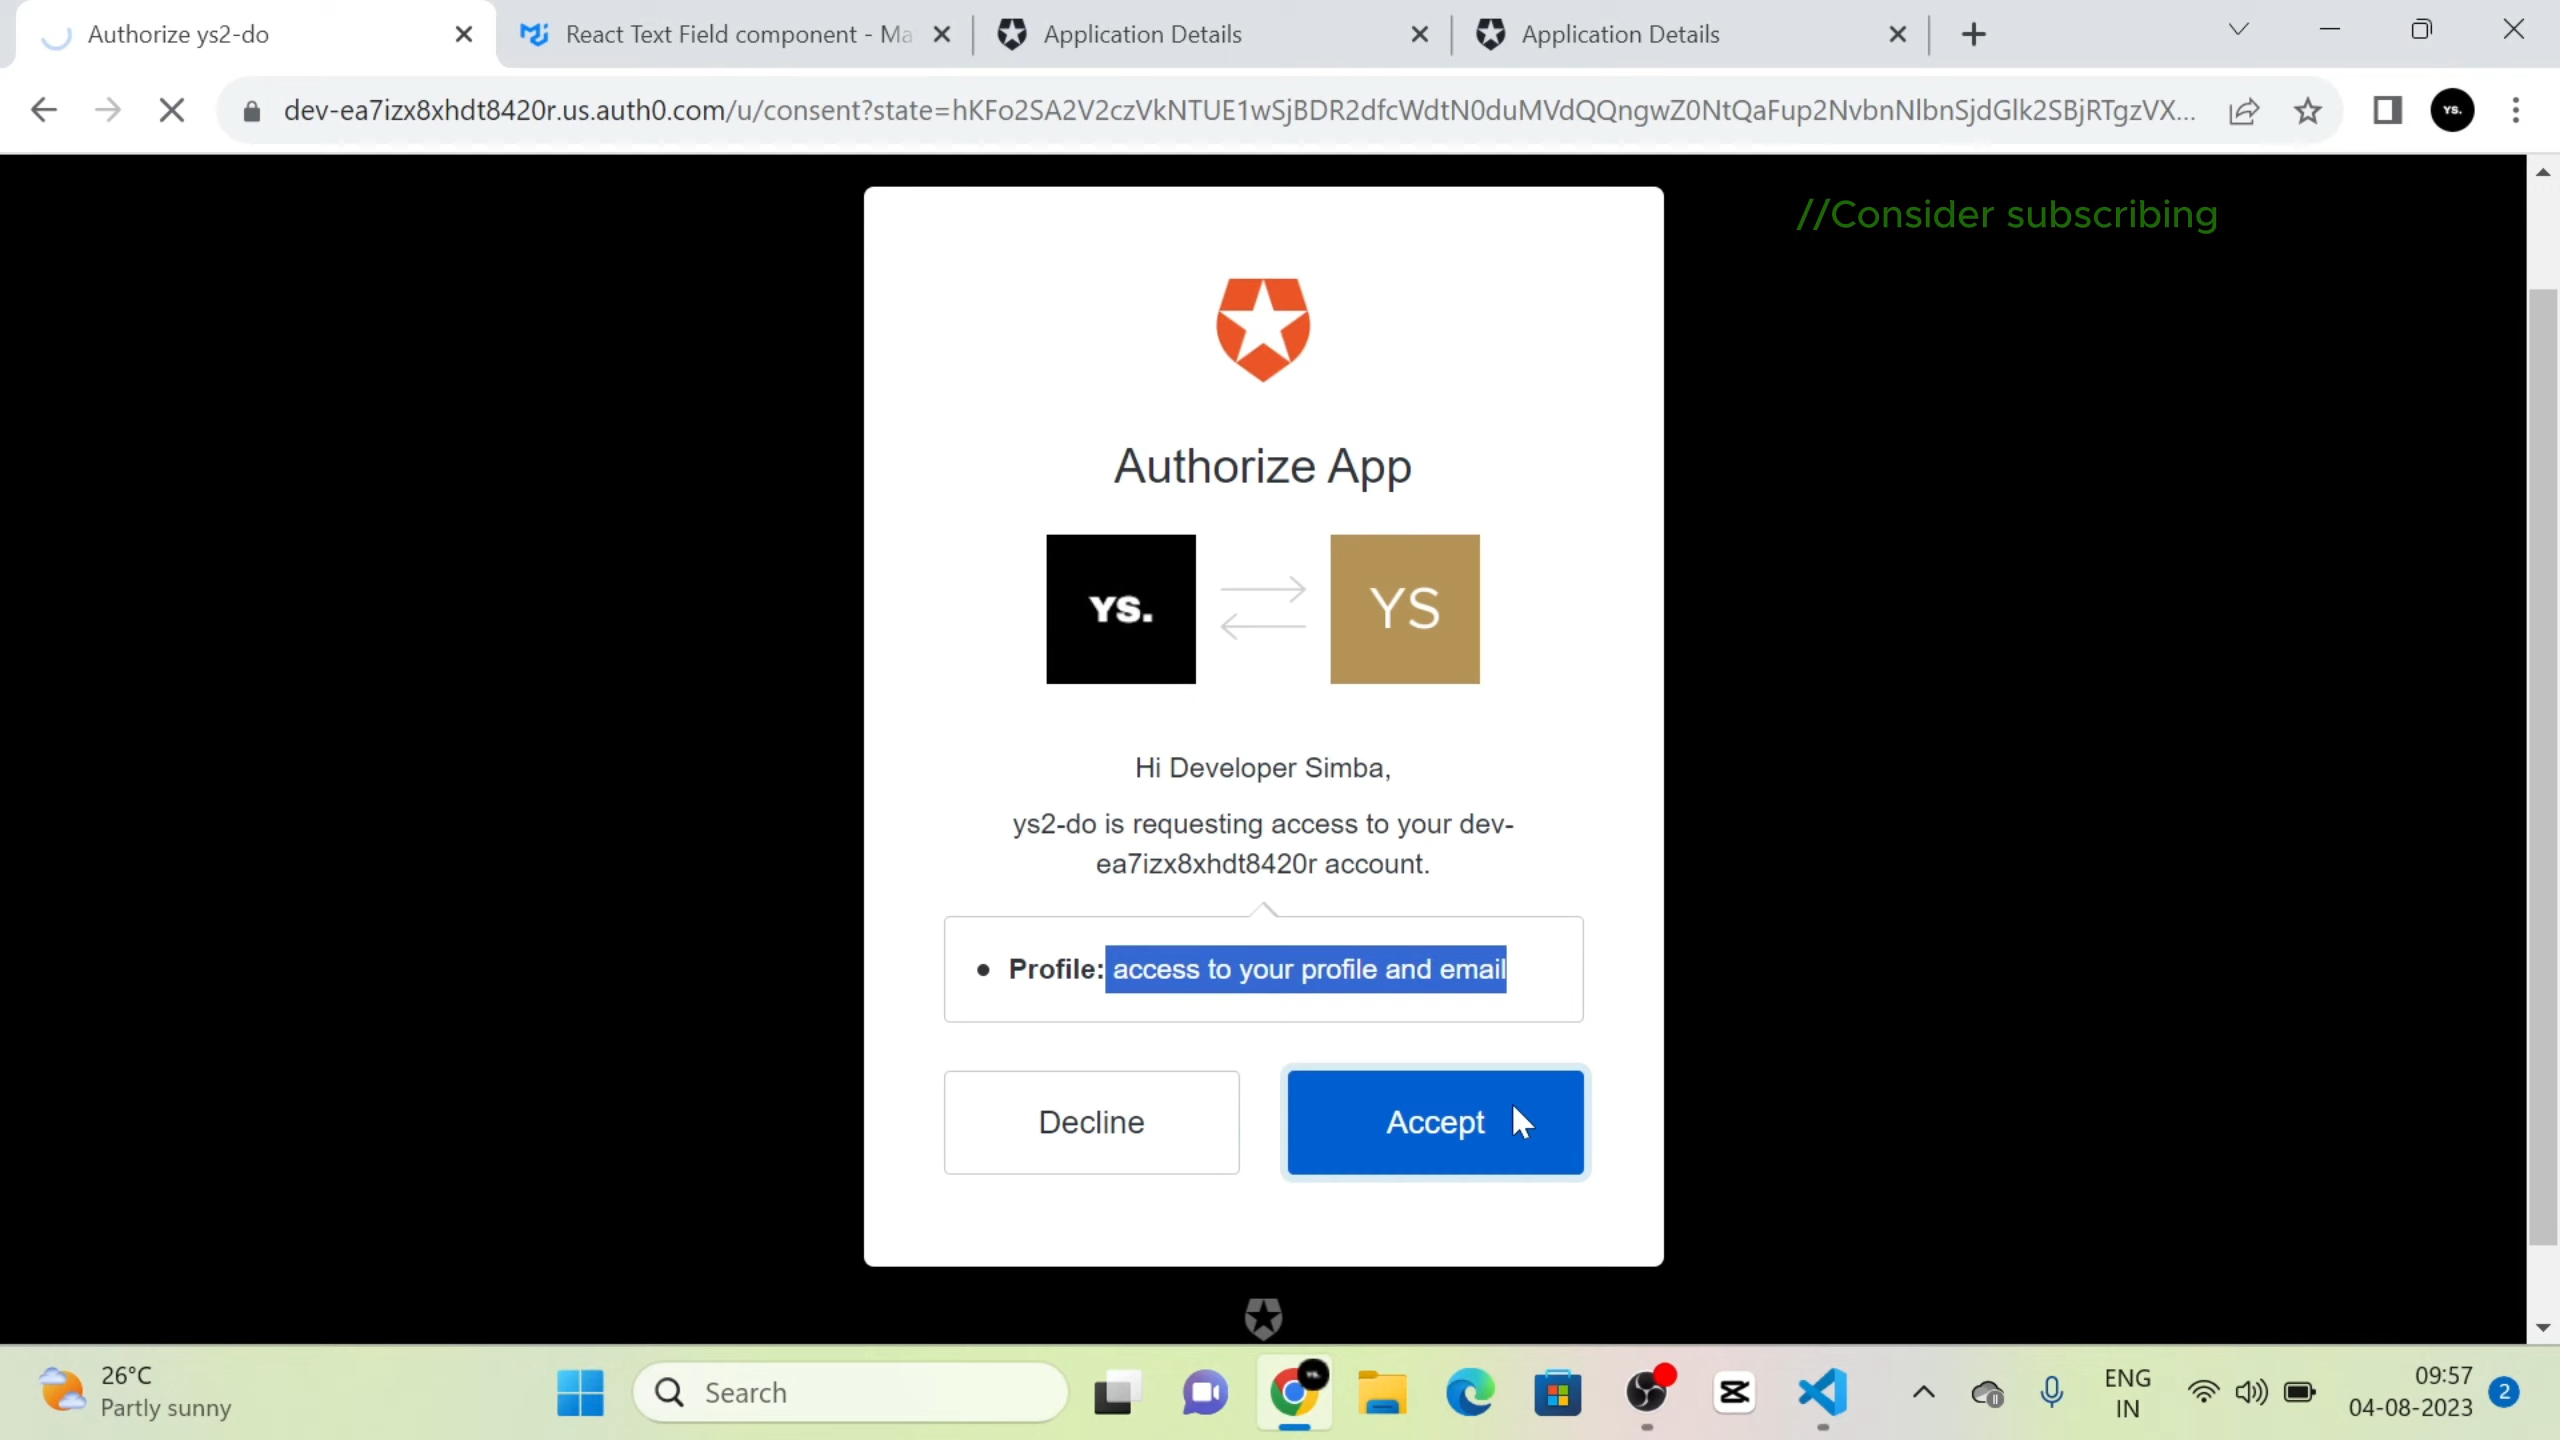 Authorize ys2-do
React Text Field component - Ma
Application Details
Application Details
dev-ea7izx8xhdt8420r.us.auth0.com/u/consent?state=hKFo2SA2V2czVkNTUE1wSjBDR2dfcWdtN0duMVdQQngwZ0NtQaFup2NvbnNlbnSjdGlk2SBjRTgzVX...
YS.
//Consider subscribing
Authorize App
YS.
YS
Hi Developer Simba,
ys2-do is requesting access to your dev-
ea7izx8xhdt8420r account.
Profile: access to your profile and email
Decline
Accept
26°C
Partly sunny
Search
ENG
IN
09:57
04-08-2023
2